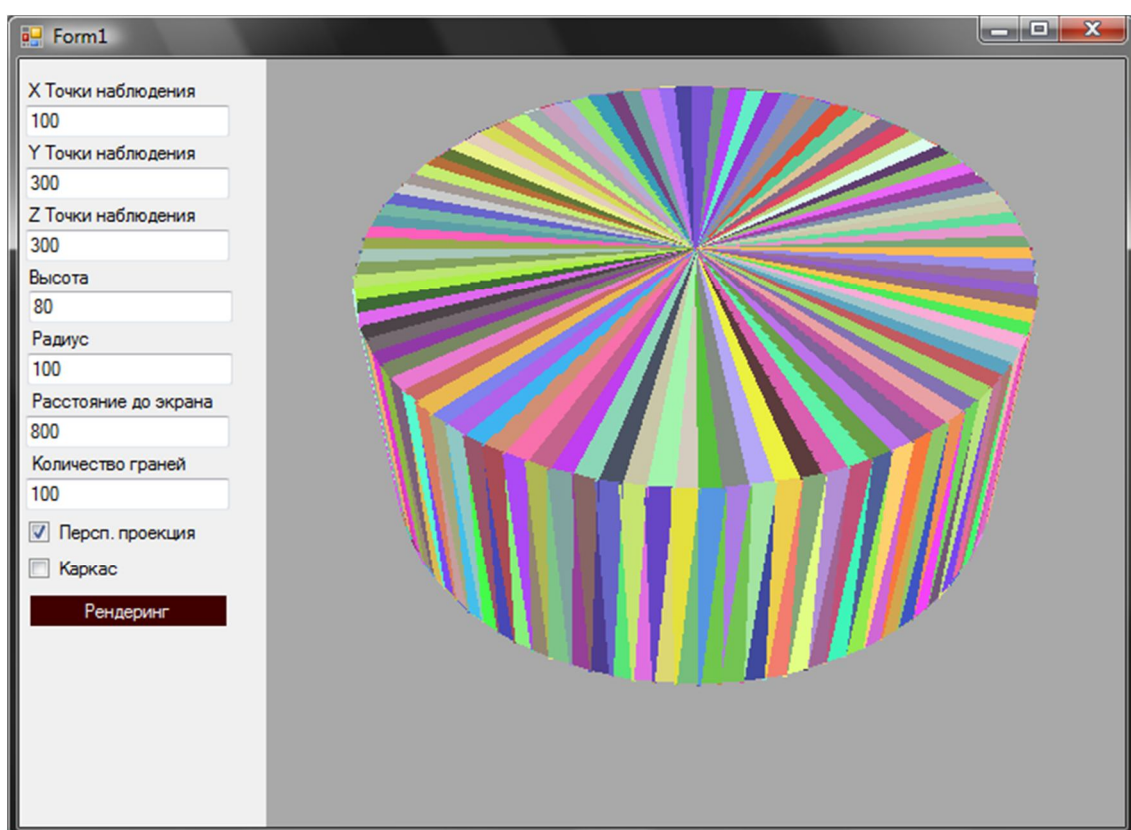 Form1
X Точки наблюдения
100
Y Точки наблюдения
300
Z Точки наблюдения
300
Высота
80
Радиус
100
Расстояние до экрана
800
Количество граней
100
Персп. проекция
Каркас
Рендеринг